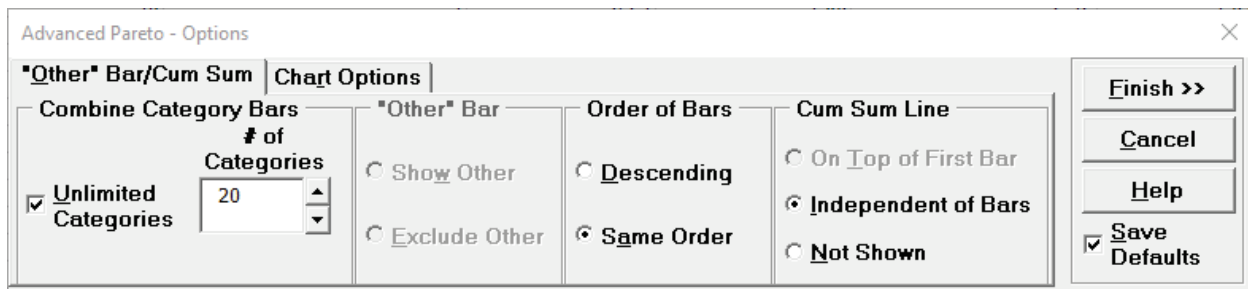 Advanced Pareto - Options
"Other" Bar/Cum Sum
Chart Options
Combine Category Bars
# of
Categories
Unlimited
Categories
20
"Other" Bar
Show Other
Exclude Other
Order of Bars
Descending
Same Order
Cum Sum Line
On Top of First Bar
Independent of Bars
Not Shown
Finish >>
Cancel
Help
Save
Defaults